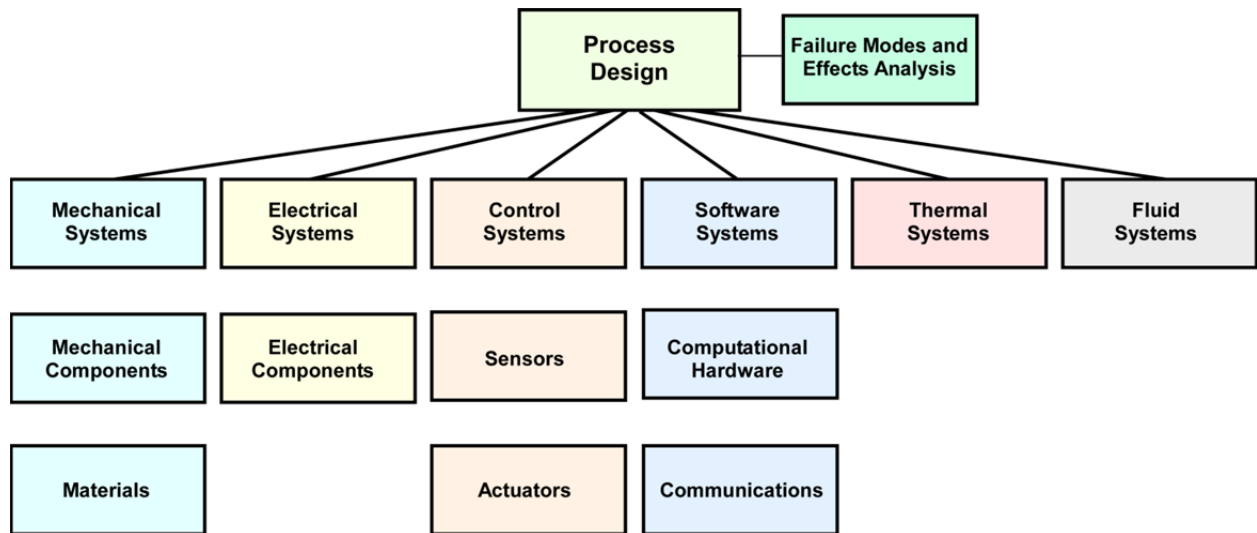 Process
Design
Failure Modes and
Effects Analysis
Mechanical
Systems
Electrical
Systems
Control
Systems
Software
Systems
Thermal
Systems
Fluid
Systems
Mechanical
Components
Electrical
Components
Sensors
Computational
Hardware
Materials
Actuators
Communications